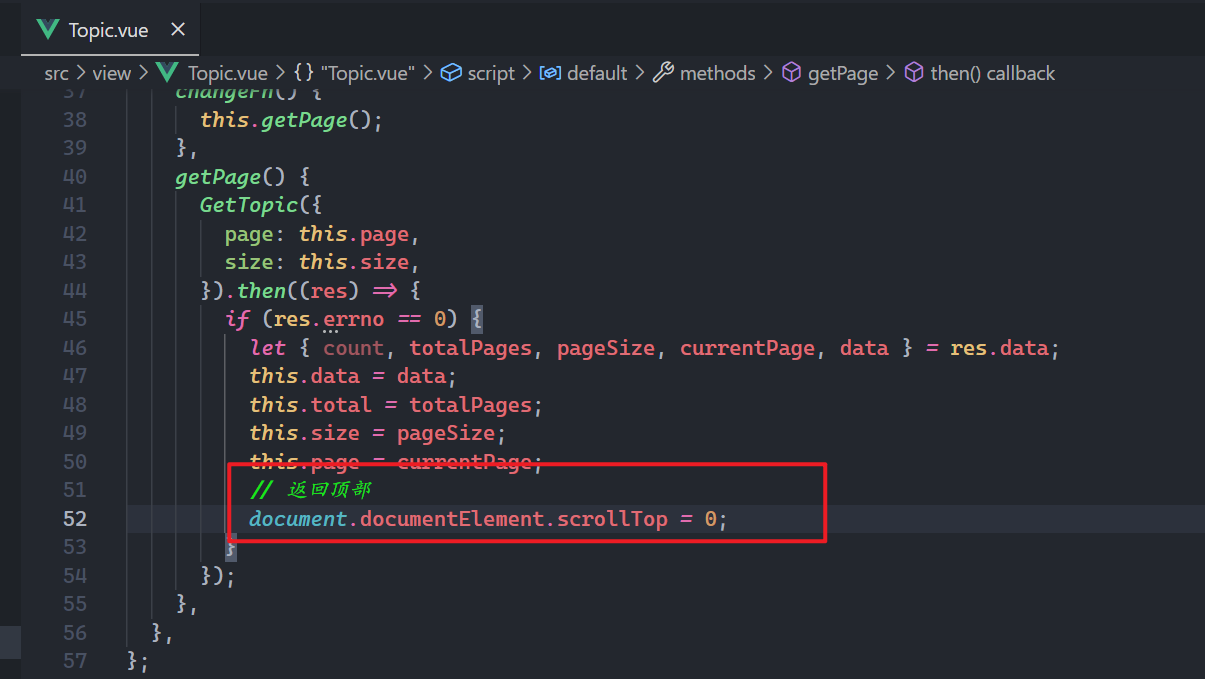 Topic.vue ×
src > view > Topic.vue > {} "Topic.vue" > script > default > methods > getPage > then() callback
37 changeFn() {
38 this.getPage();
39 },
40 getPage() {
41 GetTopic({
42 page: this.page,
43 size: this.size,
44 }).then((res) => {
45 if (res.errno == 0) {
46 let { count, totalPages, pageSize, currentPage, data } = res.data;
47 this.data = data;
48 this.total = totalPages;
49 this.size = pageSize;
50 this.page = currentPage;
51 // 返回顶部
52 document.documentElement.scrollTop = 0;
53 }
54 });
55 },
56 },
57 };